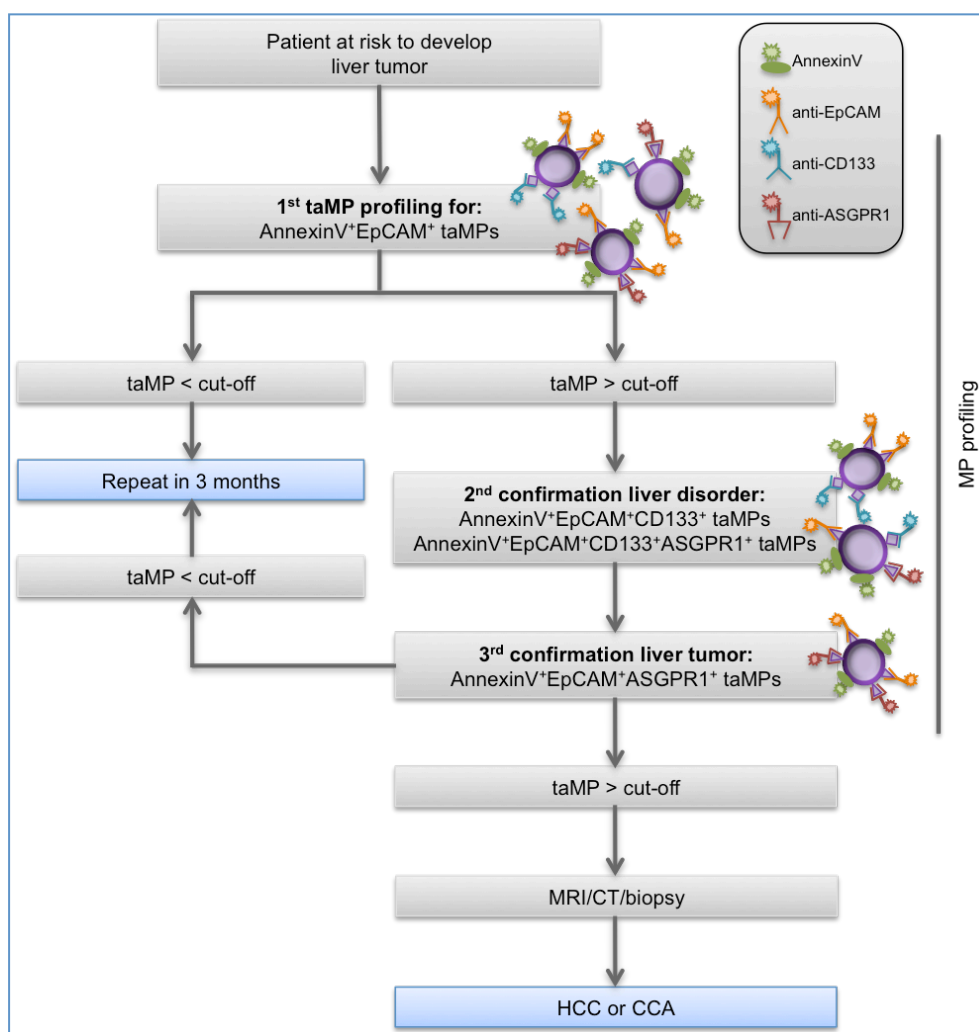 Patient at risk to develop
liver tumor
AnnexinV
anti-EpCAM
anti-CD133
anti-ASGPR1
1st taMP profiling for:
AnnexinV⁺EpCAM⁺ taMPs
taMP < cut-off
taMP > cut-off
Repeat in 3 months
2nd confirmation liver disorder:
AnnexinV⁺EpCAM⁺CD133⁺ taMPs
AnnexinV⁺EpCAM⁺CD133⁺ASGPR1⁺ taMPs
taMP < cut-off
3rd confirmation liver tumor:
AnnexinV⁺EpCAM⁺ASGPR1⁺ taMPs
MP profiling
taMP > cut-off
MRI/CT/biopsy
HCC or CCA